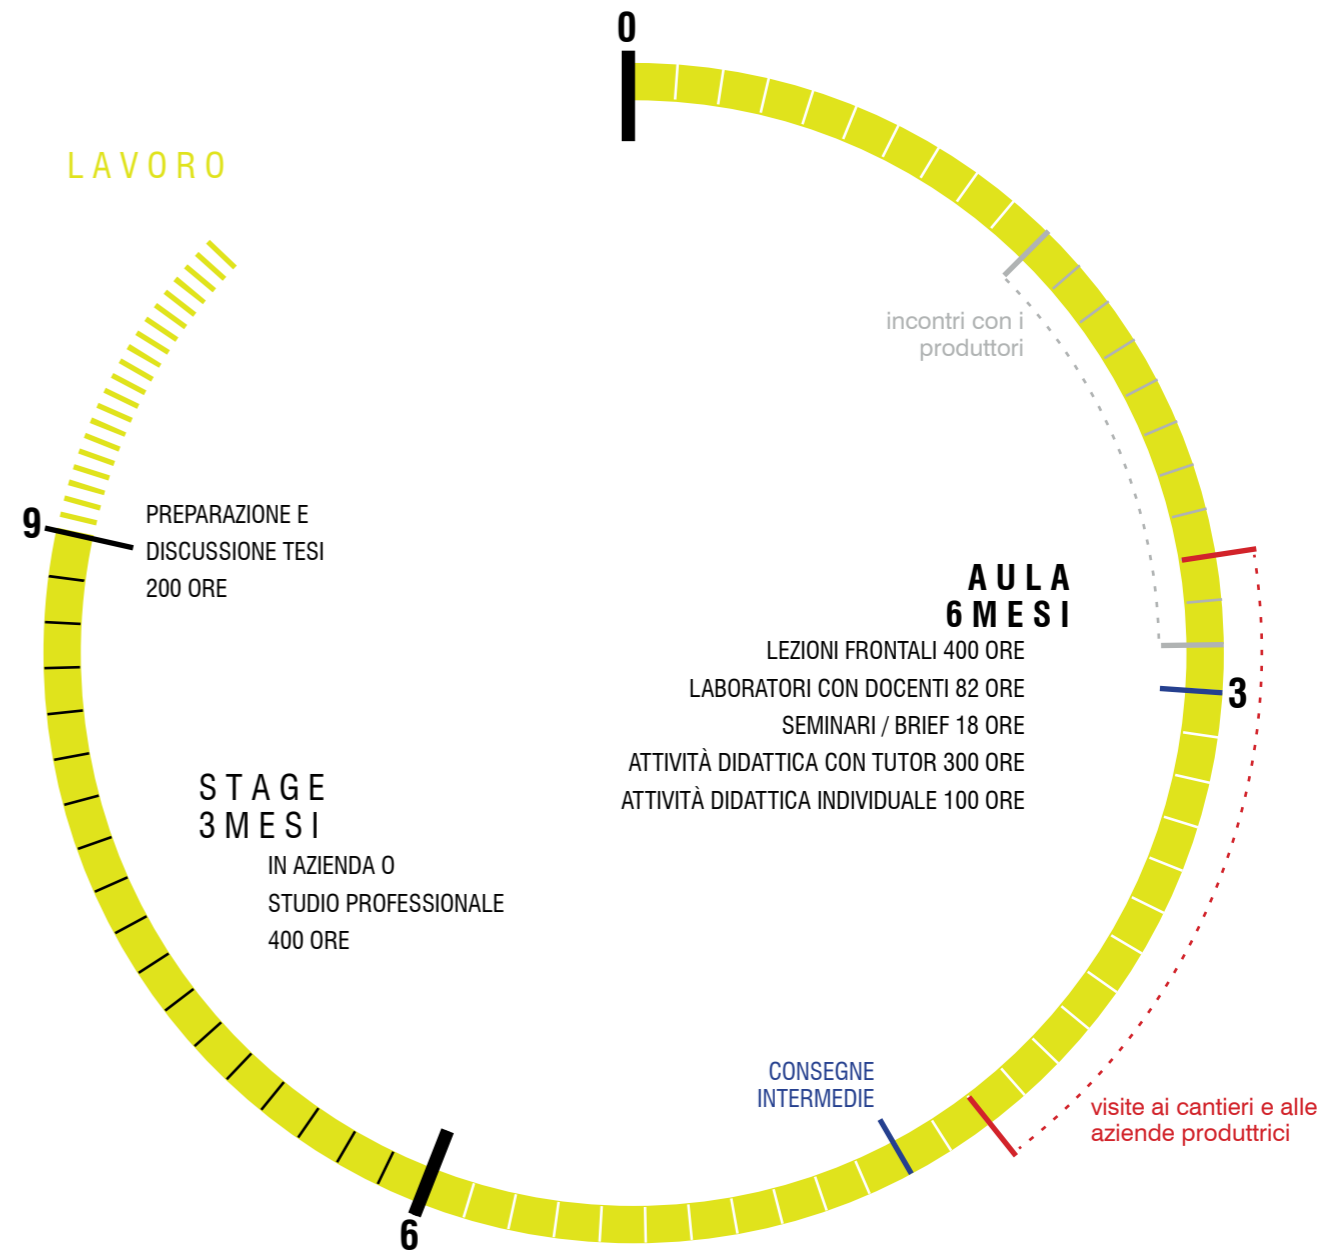 0
LAVORO
incontri con i
produttori
9
PREPARAZIONE E
DISCUSSIONE TESI
200 ORE
AULA
6 MESI
LEZIONI FRONTALI 400 ORE
LABORATORI CON DOCENTI 82 ORE
SEMINARI / BRIEF 18 ORE
ATTIVITÀ DIDATTICA CON TUTOR 300 ORE
ATTIVITÀ DIDATTICA INDIVIDUALE 100 ORE
3
STAGE
3 MESI
IN AZIENDA O
STUDIO PROFESSIONALE
400 ORE
CONSEGNE
INTERMEDIE
visite ai cantieri e alle
aziende produttrici
6